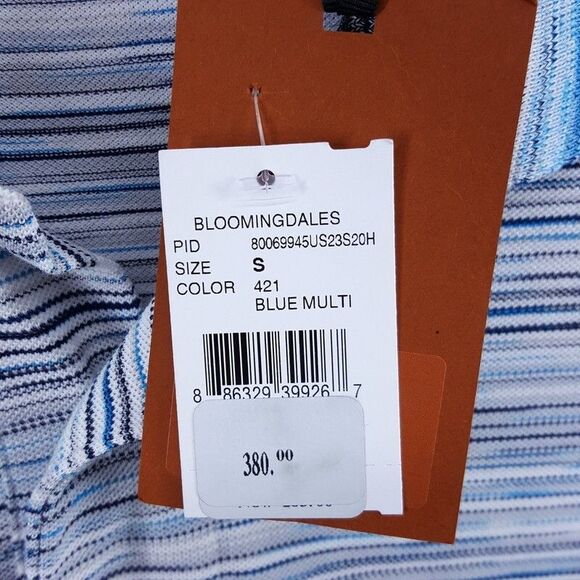 BLOOMINGDALES
PID 80069945US23S20H
SIZE S
COLOR 421
BLUE MULTI
8 86329 39926 7
380.00